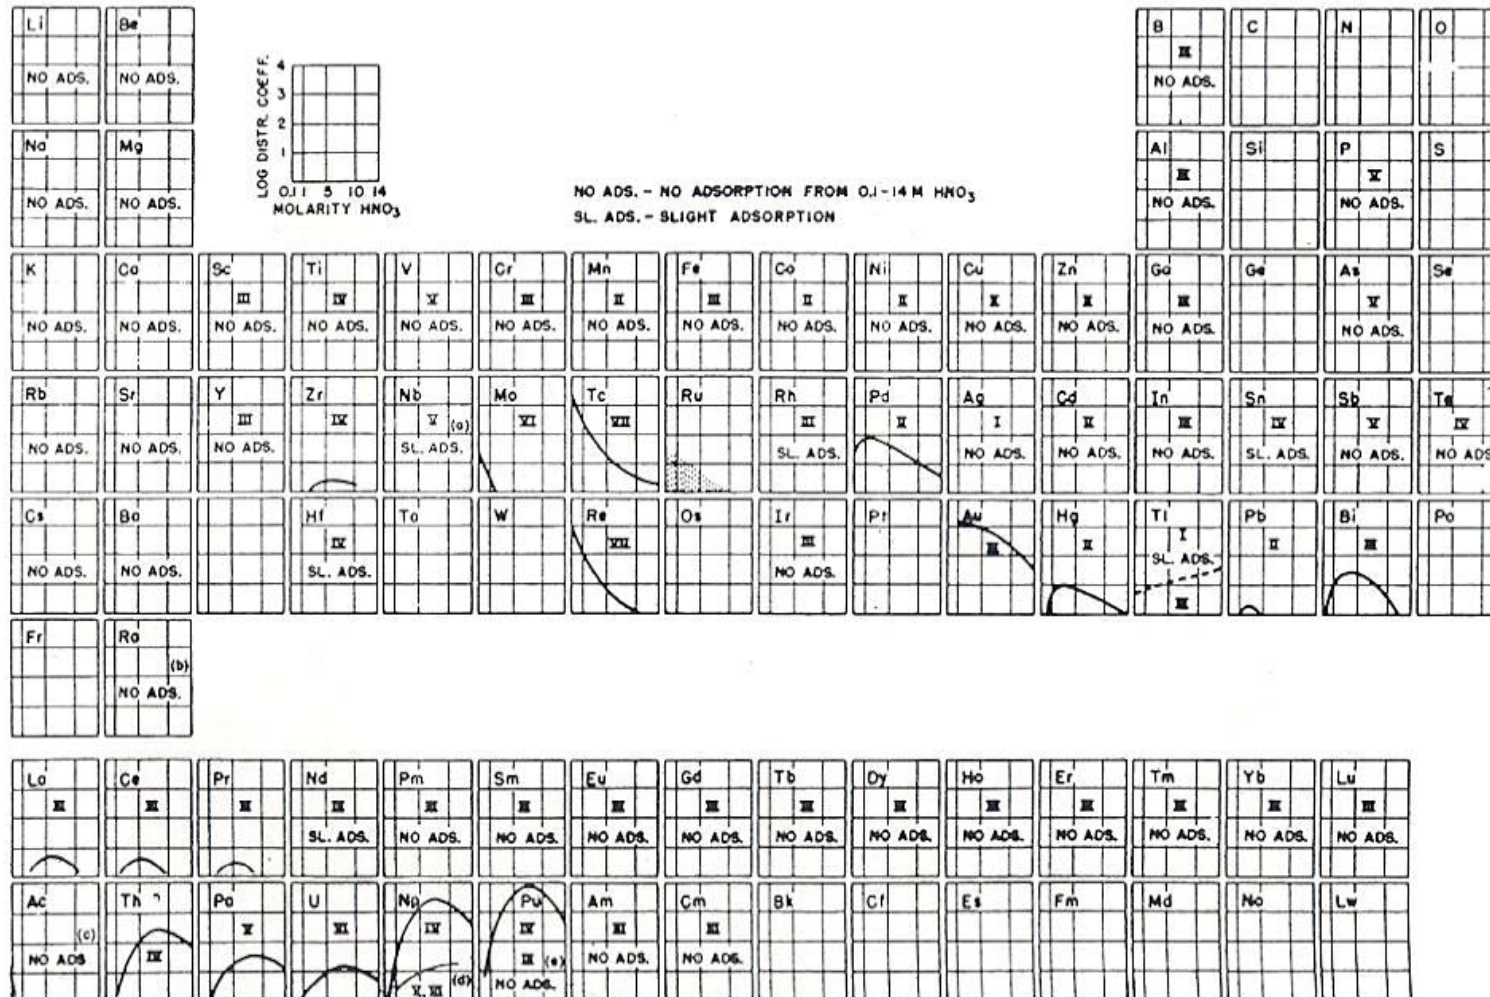 Li Be B C N O
III
NO ADS. NO ADS. NO ADS.
LOG DISTR. COEFF.
4
3
2
1
0.1 1 5 10 14
MOLARITY HNO3
NO ADS. - NO ADSORPTION FROM 0.1-14 M HNO3
SL. ADS. - SLIGHT ADSORPTION
Na Mg Al Si P S
III V
NO ADS. NO ADS. NO ADS. NO ADS.
K Ca Sc Ti V Cr Mn Fe Co Ni Cu Zn Ga Ge As Se
III IV V III II III II II II II III V
NO ADS. NO ADS. NO ADS. NO ADS. NO ADS. NO ADS. NO ADS. NO ADS. NO ADS. NO ADS. NO ADS. NO ADS. NO ADS. NO ADS.
Rb Sr Y Zr Nb Mo Tc Ru Rh Pd Ag Cd In Sn Sb Te
III IV V (a) VI VII III II I II III IV V IV
NO ADS. NO ADS. NO ADS. SL. ADS. SL. ADS. NO ADS. NO ADS. NO ADS. SL. ADS. NO ADS. NO ADS
Cs Ba Hf Ta W Re Os Ir Pt Au Hg Tl Pb Bi Po
IV VII III III II I II III
NO ADS. NO ADS. SL. ADS. NO ADS. SL. ADS.
III
Fr Ra
(b)
NO ADS.
La Ce Pr Nd Pm Sm Eu Gd Tb Dy Ho Er Tm Yb Lu
III III III III III III III III III III III III III III III
SL. ADS. NO ADS. NO ADS. NO ADS. NO ADS. NO ADS. NO ADS. NO ADS. NO ADS. NO ADS. NO ADS. NO ADS.
Ac Th Pa U Np Pu Am Cm Bk Cf Es Fm Md No Lw
(c) IV V VI IV IV III III
NO ADS III (e) NO ADS. NO ADS.
V, VI (d) NO ADS.